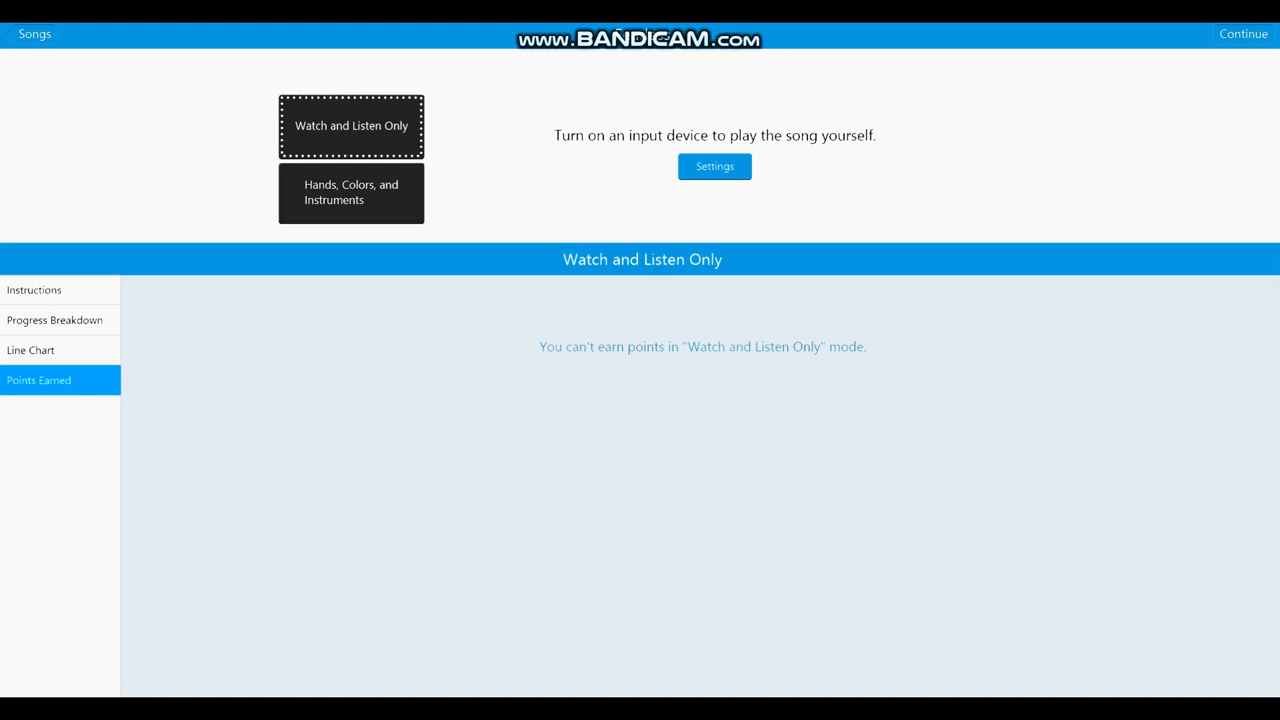 Songs
www.BANDICAM.com
Continue
Watch and Listen Only
Hands, Colors, and
Instruments
Turn on an input device to play the song yourself.
Settings
Watch and Listen Only
Instructions
Progress Breakdown
Line Chart
Points Earned
You can't earn points in "Watch and Listen Only" mode.